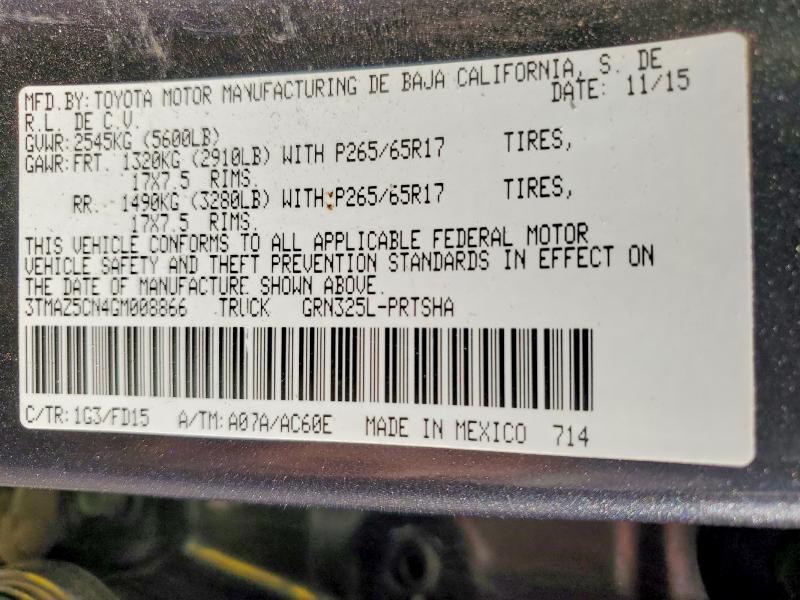 MFD.BY: TOYOTA MOTOR MANUFACTURING DE BAJA CALIFORNIA, S. DE
R.L. DE C.V. DATE: 11/15
GVWR: 2545KG (5600LB)
GAWR: FRT. 1320KG (2910LB) WITH P265/65R17 TIRES,
17X7.5 RIMS.
RR. 1490KG (3280LB) WITH P265/65R17 TIRES,
17X7.5 RIMS.
THIS VEHICLE CONFORMS TO ALL APPLICABLE FEDERAL MOTOR
VEHICLE SAFETY AND THEFT PREVENTION STANDARDS IN EFFECT ON
THE DATE OF MANUFACTURE SHOWN ABOVE.
3TMAZ5CN4GM008866 TRUCK GRN325L-PRTSHA
C/TR: 1G3/FD15 A/TM: A07A/AC60E MADE IN MEXICO 714